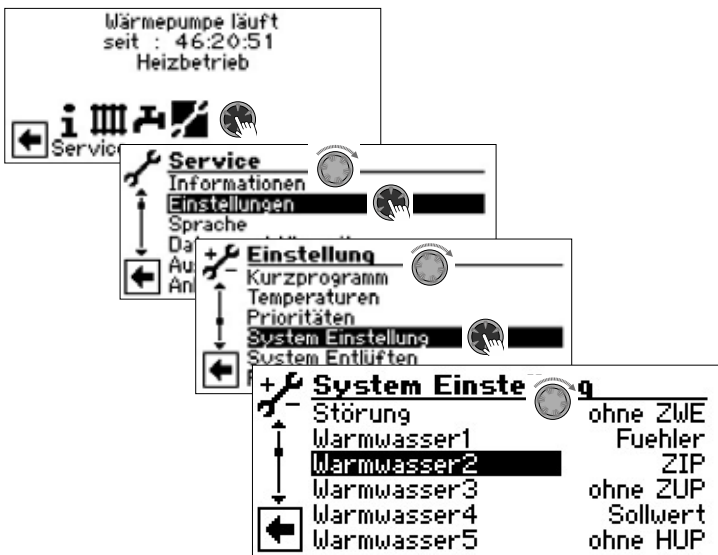 Wärmepumpe läuft
seit : 46:20:51
Heizbetrieb
Service
Informationen
Einstellungen
Sprache
Einstellung
Kurzprogramm
Temperaturen
Prioritäten
System Einstellung
System Entlüften
System
Störung ohne ZWE
Warmwasser1 Fuehler
Warmwasser2 ZIP
Warmwasser3 ohne ZUP
Warmwasser4 Sollwert
Warmwasser5 ohne HUP